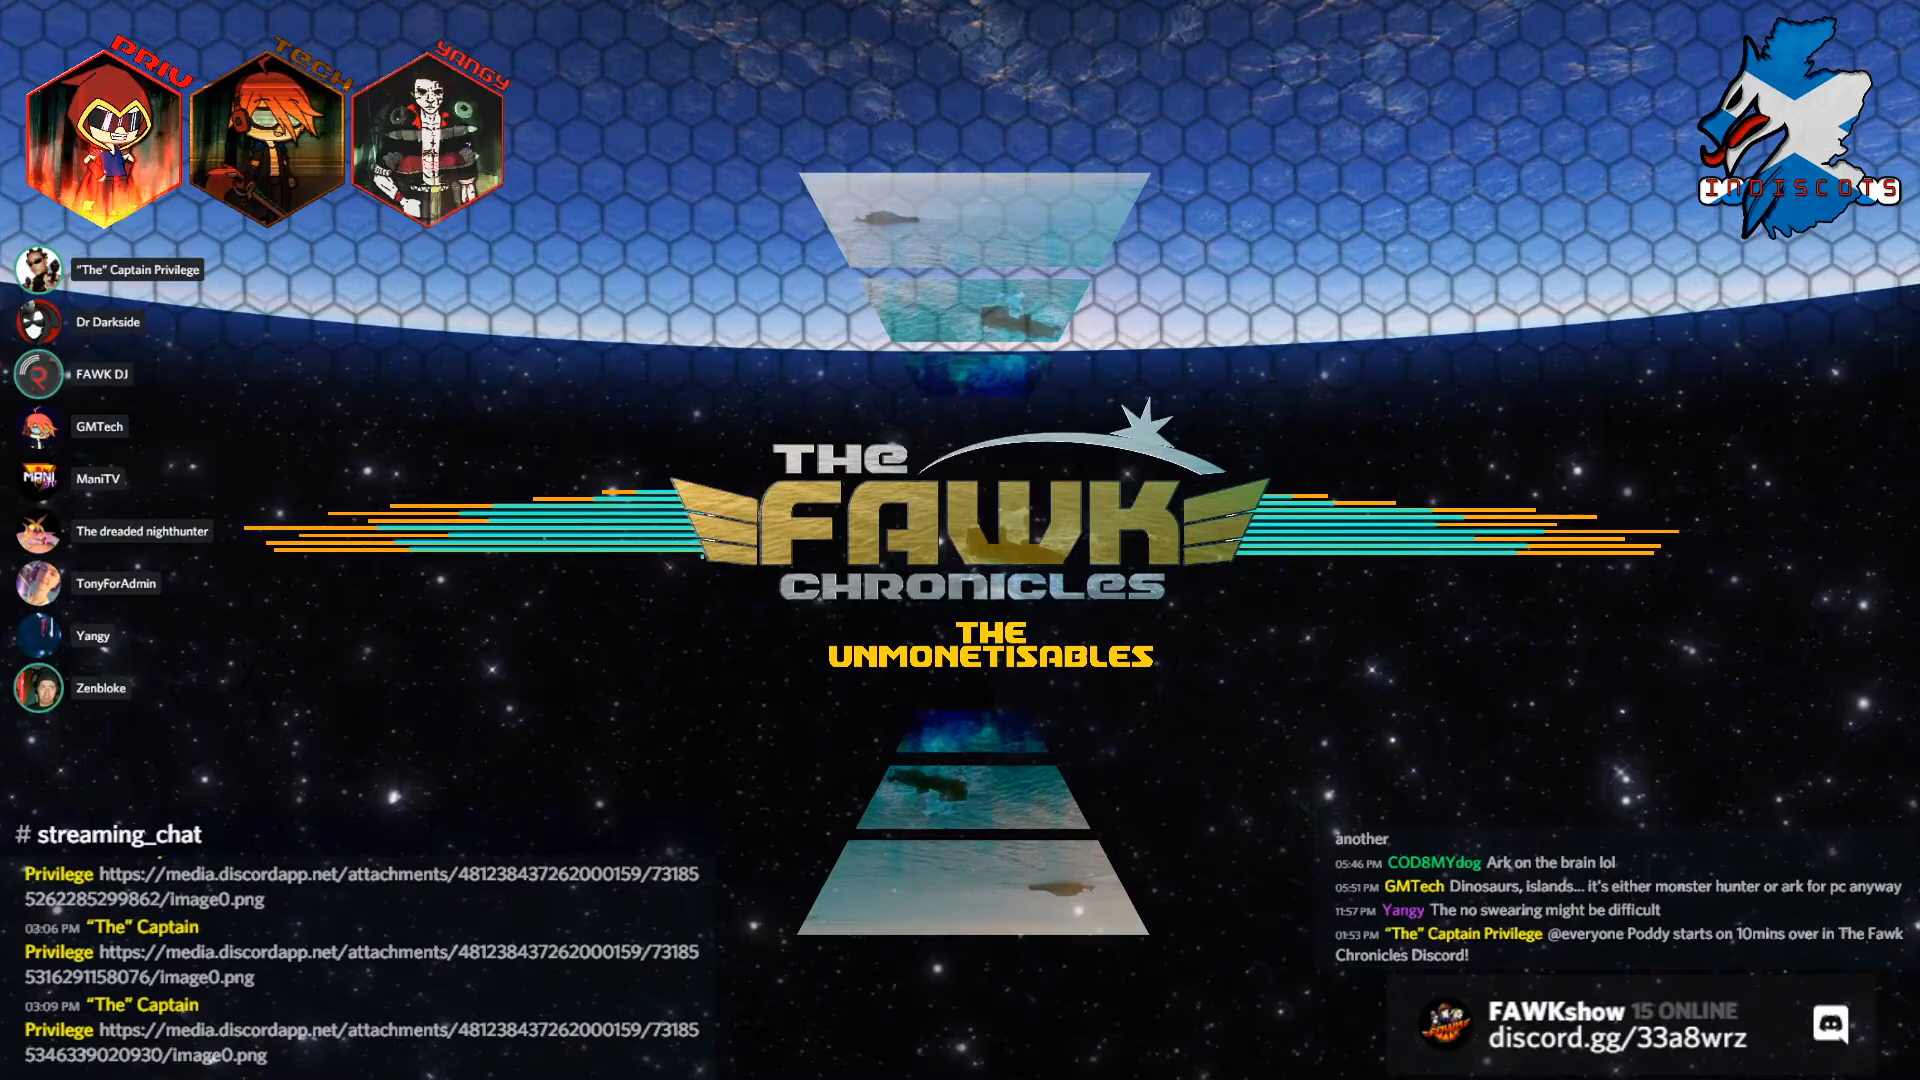 PRIV
TECH
YANGY
INDISCOTS
"The" Captain Privilege
Dr Darkside
FAWK DJ
GMTech
MANI
ManiTV
The dreaded nighthunter
TonyForAdmin
Yangy
Zenbloke
THE
FAWK
CHRONICLES
THE
UNMONETISABLES
# streaming_chat
Privilege https://media.discordapp.net/attachments/481238437262000159/73185
5262285299862/image0.png
03:06 PM "The" Captain
Privilege https://media.discordapp.net/attachments/481238437262000159/73185
5316291158076/image0.png
03:09 PM "The" Captain
Privilege https://media.discordapp.net/attachments/481238437262000159/73185
5346339020930/image0.png
another
05:46 PM COD8MYdog Ark on the brain lol
05:51 PM GMTech Dinosaurs, islands... it's either monster hunter or ark for pc anyway
11:57 PM Yangy The no swearing might be difficult
01:53 PM "The" Captain Privilege @everyone Poddy starts on 10mins over in The Fawk
Chronicles Discord!
FAWKshow 15 ONLINE
discord.gg/33a8wrz